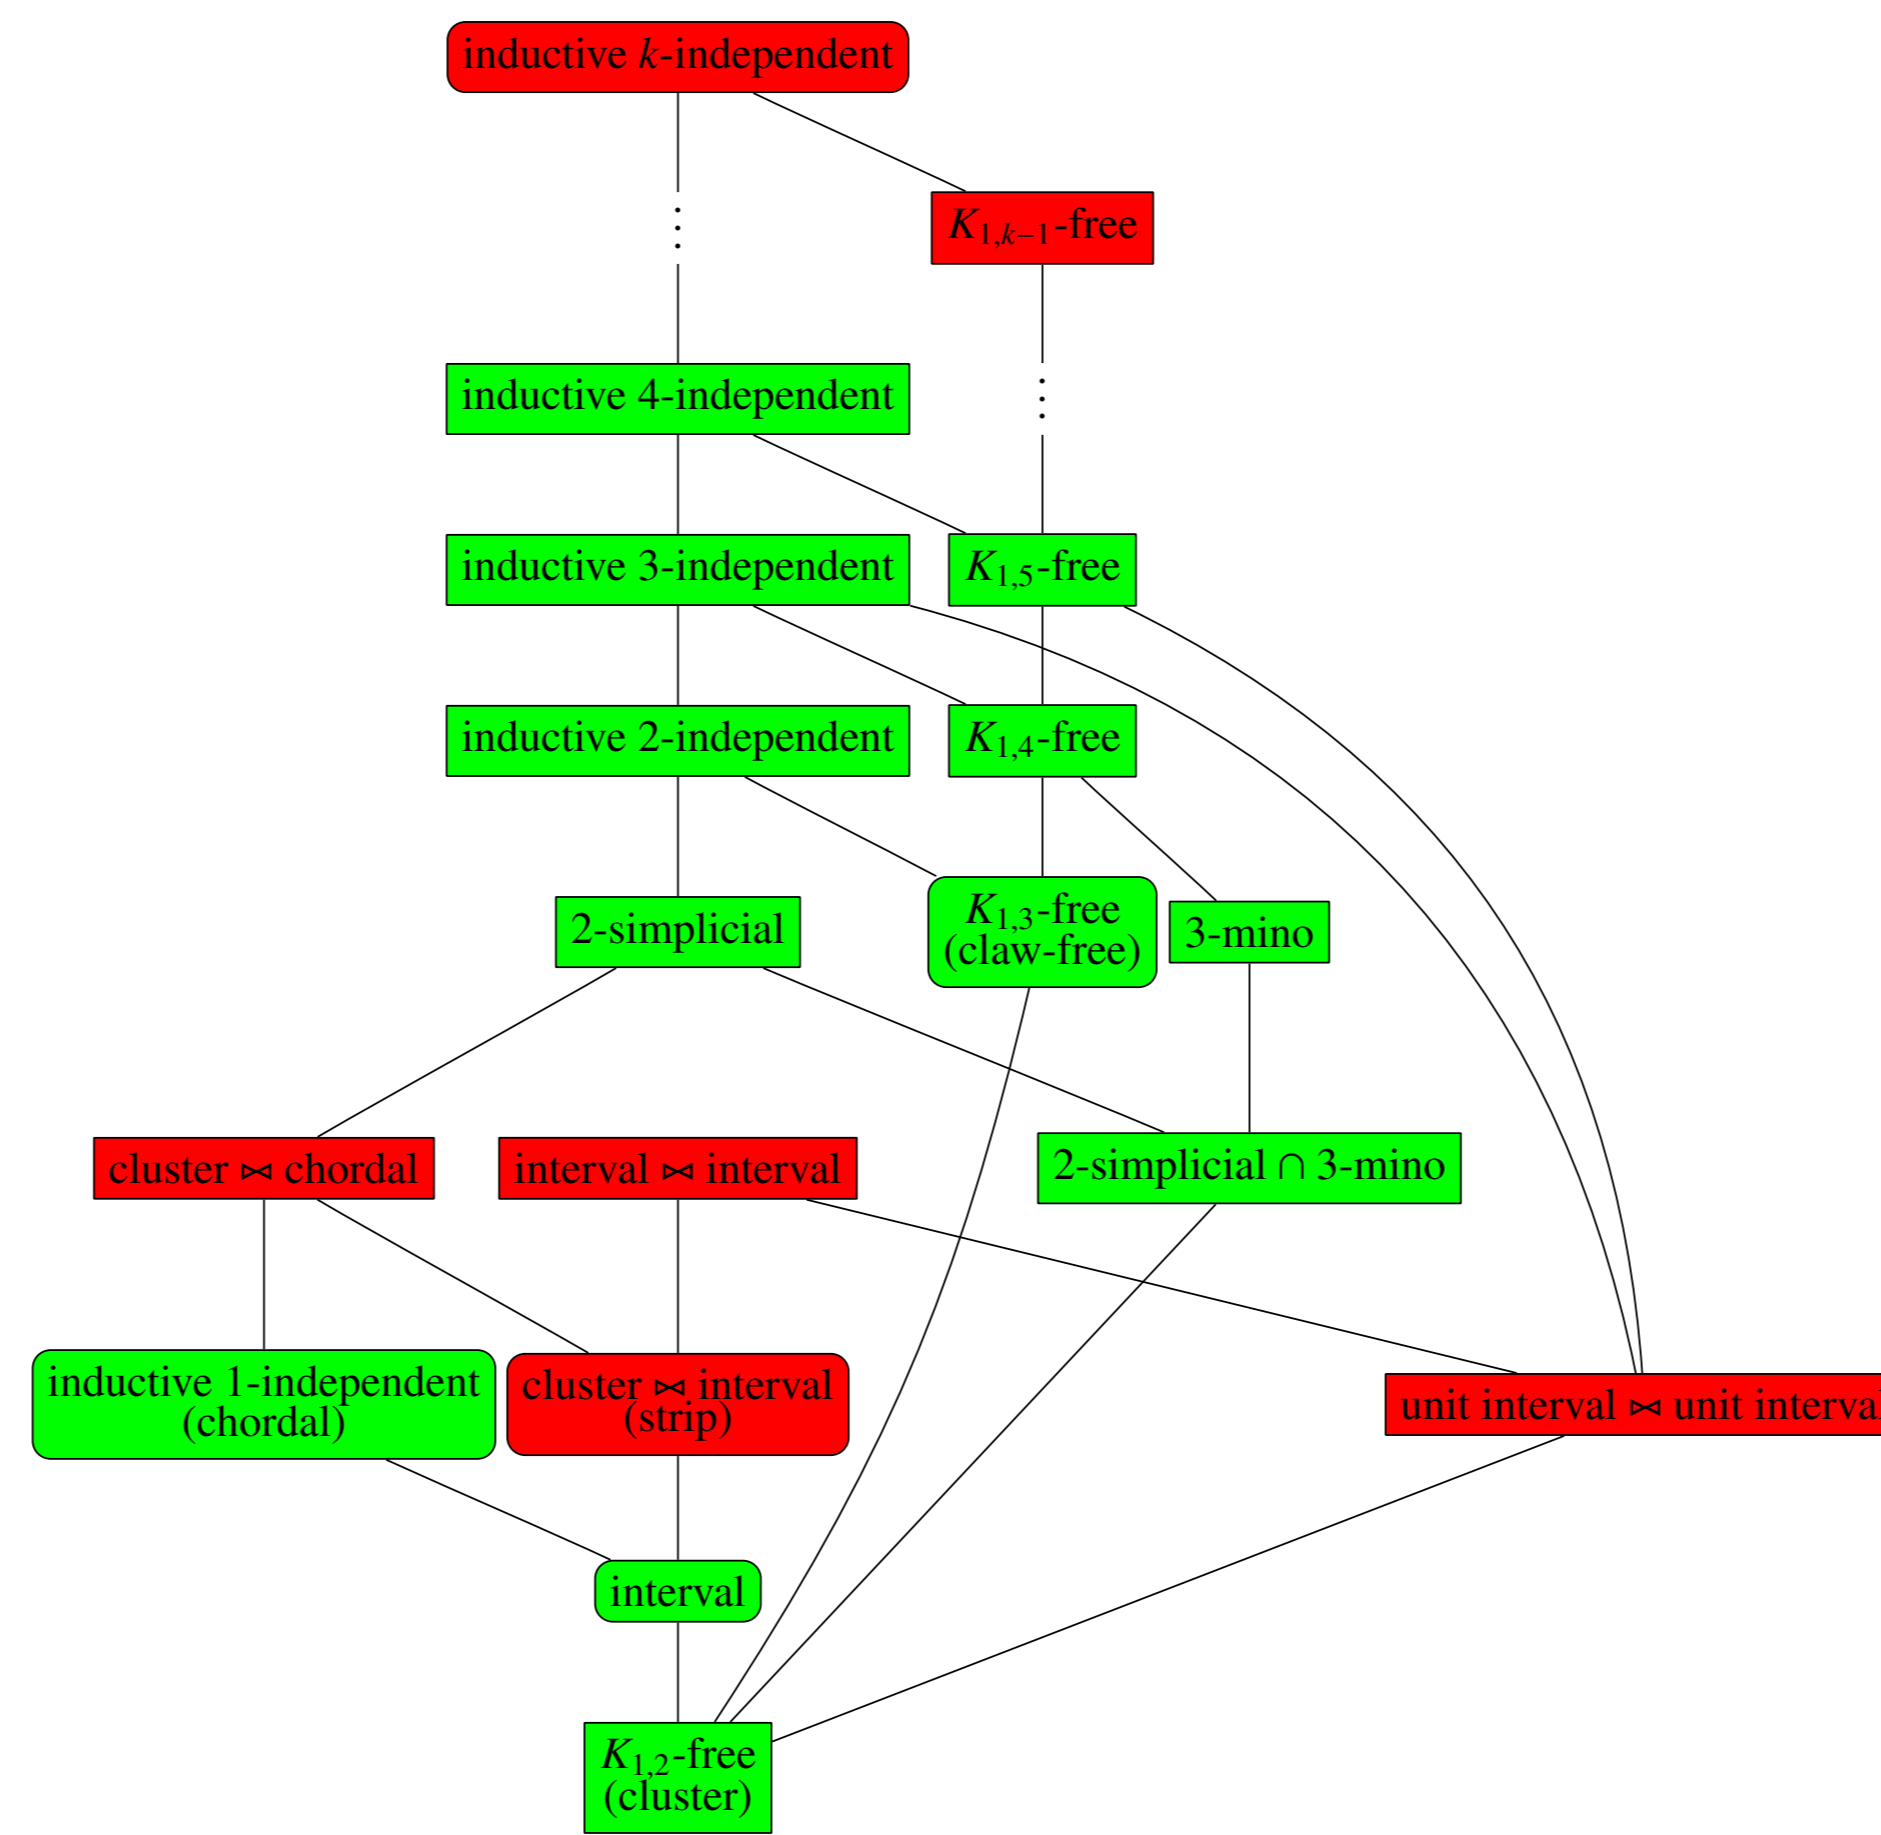 inductive k-independent
⋮
K₁,ₖ₋₁-free
inductive 4-independent
⋮
inductive 3-independent
K₁,₅-free
inductive 2-independent
K₁,₄-free
2-simplicial
K₁,₃-free
(claw-free)
3-mino
cluster ⋈ chordal
interval ⋈ interval
2-simplicial ∩ 3-mino
inductive 1-independent
(chordal)
cluster ⋈ interval
(strip)
unit interval ⋈ unit interva
interval
K₁,₂-free
(cluster)